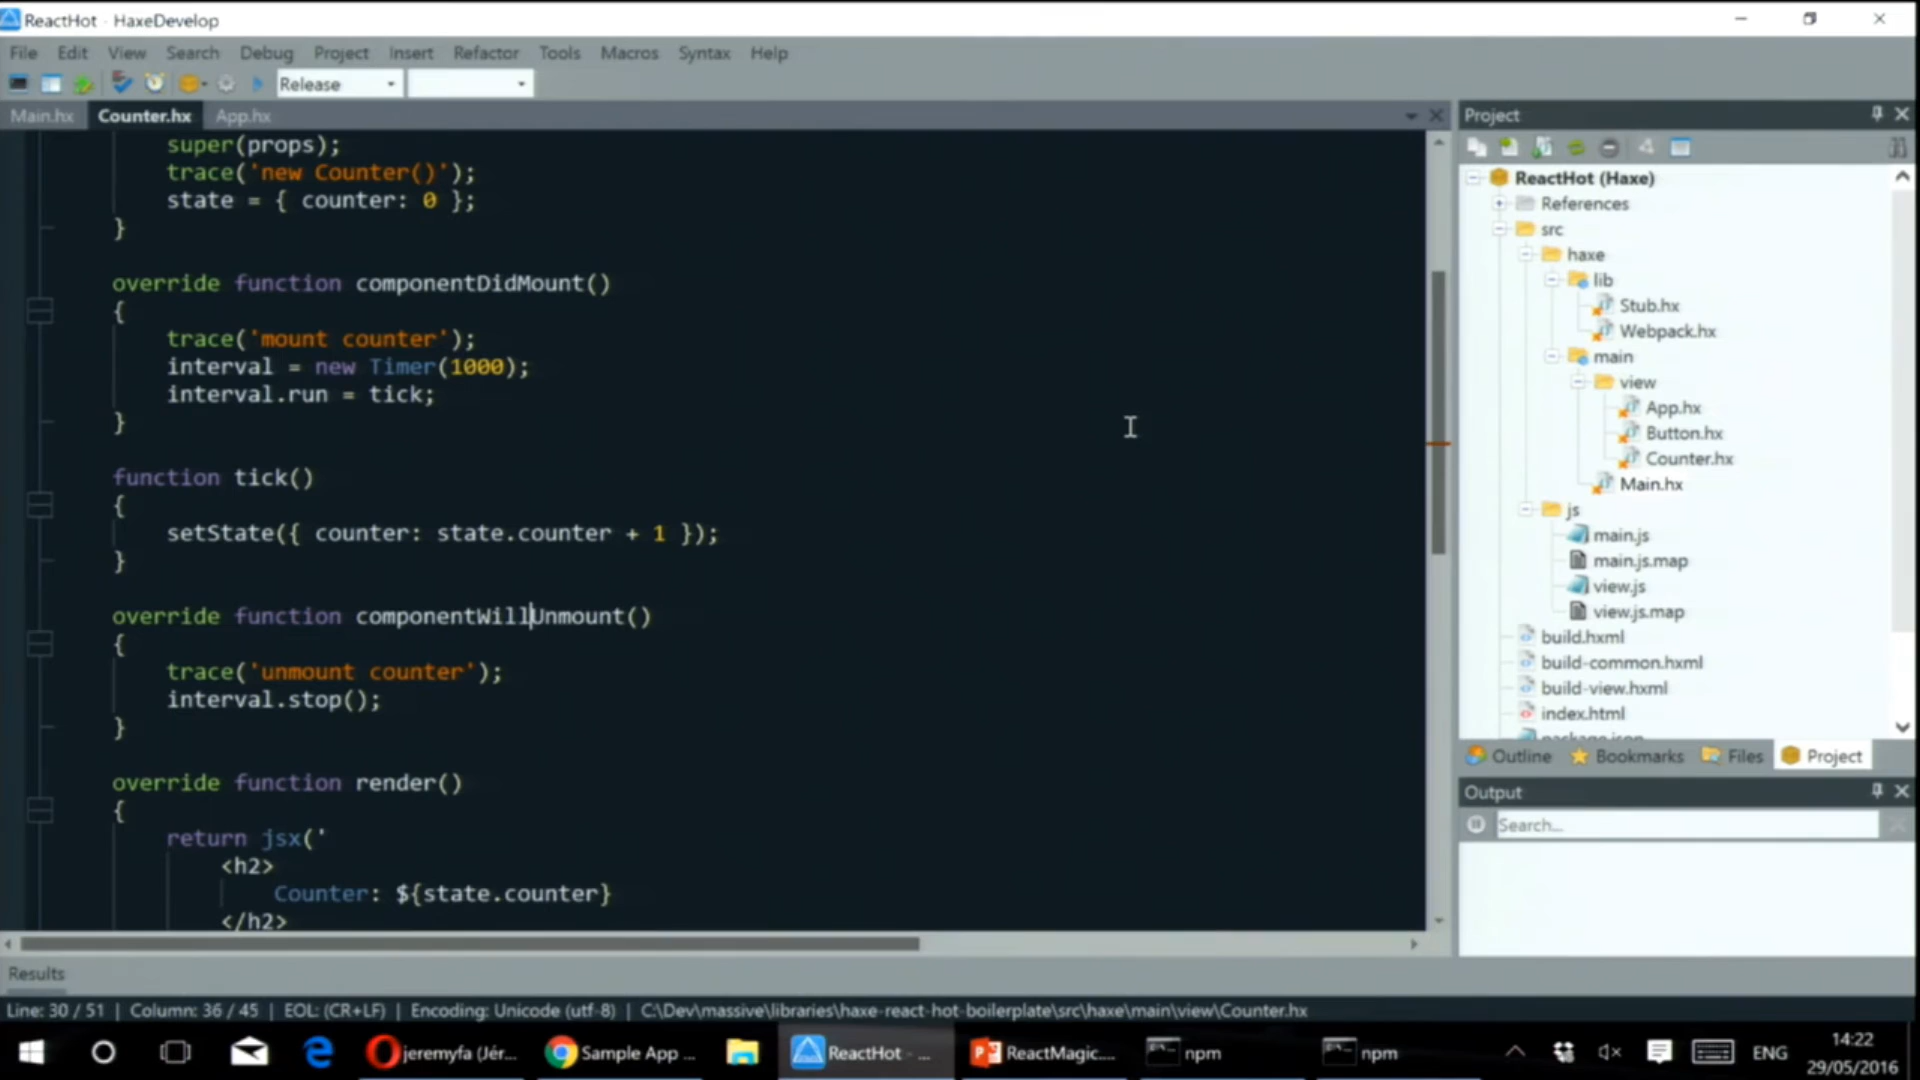 ReactHot - HaxeDevelop
File Edit View Search Debug Project Insert Refactor Tools Macros Syntax Help
Release
Main.hx Counter.hx App.hx
super(props);
trace('new Counter()');
state = { counter: 0 };
}
override function componentDidMount()
{
trace('mount counter');
interval = new Timer(1000);
interval.run = tick;
}
function tick()
{
setState({ counter: state.counter + 1 });
}
override function componentWillUnmount()
{
trace('unmount counter');
interval.stop();
}
override function render()
{
return jsx('
<h2>
Counter: ${state.counter}
</h2>
Project
ReactHot (Haxe)
References
src
haxe
lib
Stub.hx
Webpack.hx
main
view
App.hx
Button.hx
Counter.hx
Main.hx
js
main.js
main.js.map
view.js
view.js.map
build.hxml
build-common.hxml
build-view.hxml
index.html
package.json
Outline Bookmarks Files Project
Output
Search...
Results
Line: 30 / 51 | Column: 36 / 45 | EOL: (CR+LF) | Encoding: Unicode (utf-8) | C:\Dev\massive\libraries\haxe-react-hot-boilerplate\src\haxe\main\view\Counter.hx
jeremyfa (Jér... Sample App ... ReactHot - ... ReactMagic... npm npm ENG 14:22
29/05/2016